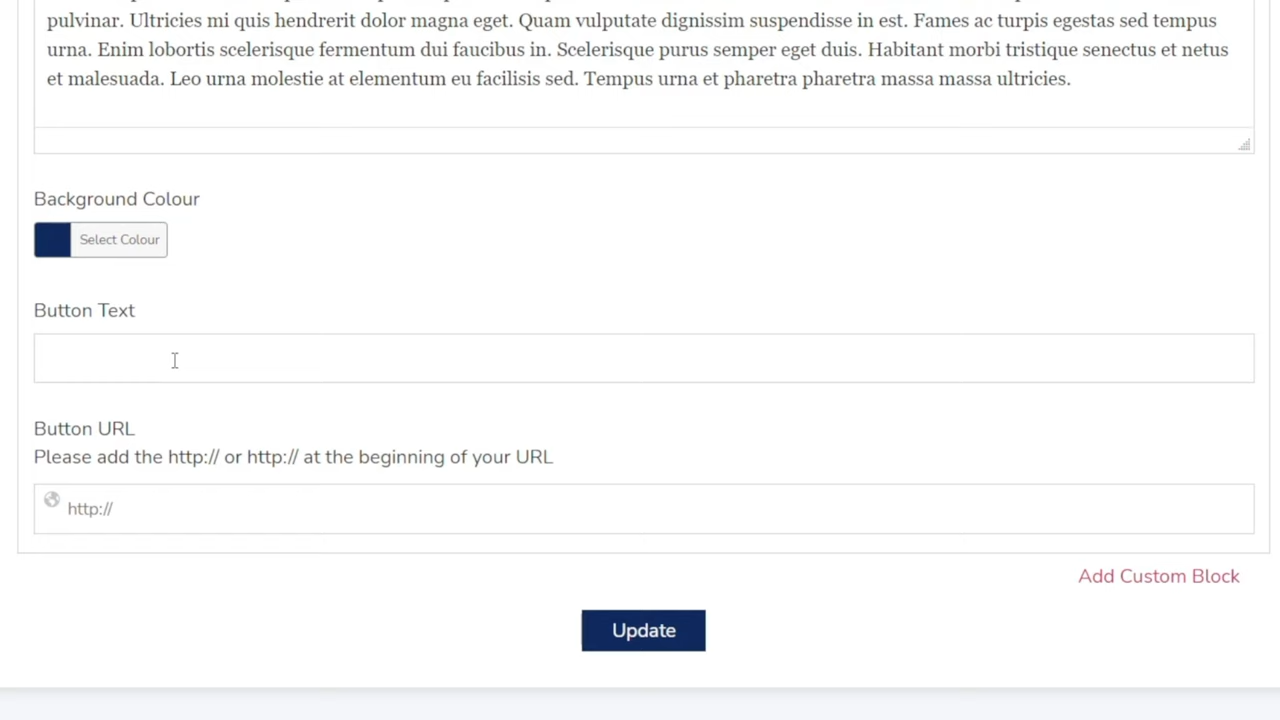 pulvinar. Ultricies mi quis hendrerit dolor magna eget. Quam vulputate dignissim suspendisse in est. Fames ac turpis egestas sed tempus
urna. Enim lobortis scelerisque fermentum dui faucibus in. Scelerisque purus semper eget duis. Habitant morbi tristique senectus et netus
et malesuada. Leo urna molestie at elementum eu facilisis sed. Tempus urna et pharetra pharetra massa massa ultricies.
Background Colour
Select Colour
Button Text
Button URL
Please add the http:// or http:// at the beginning of your URL
http://
Add Custom Block
Update